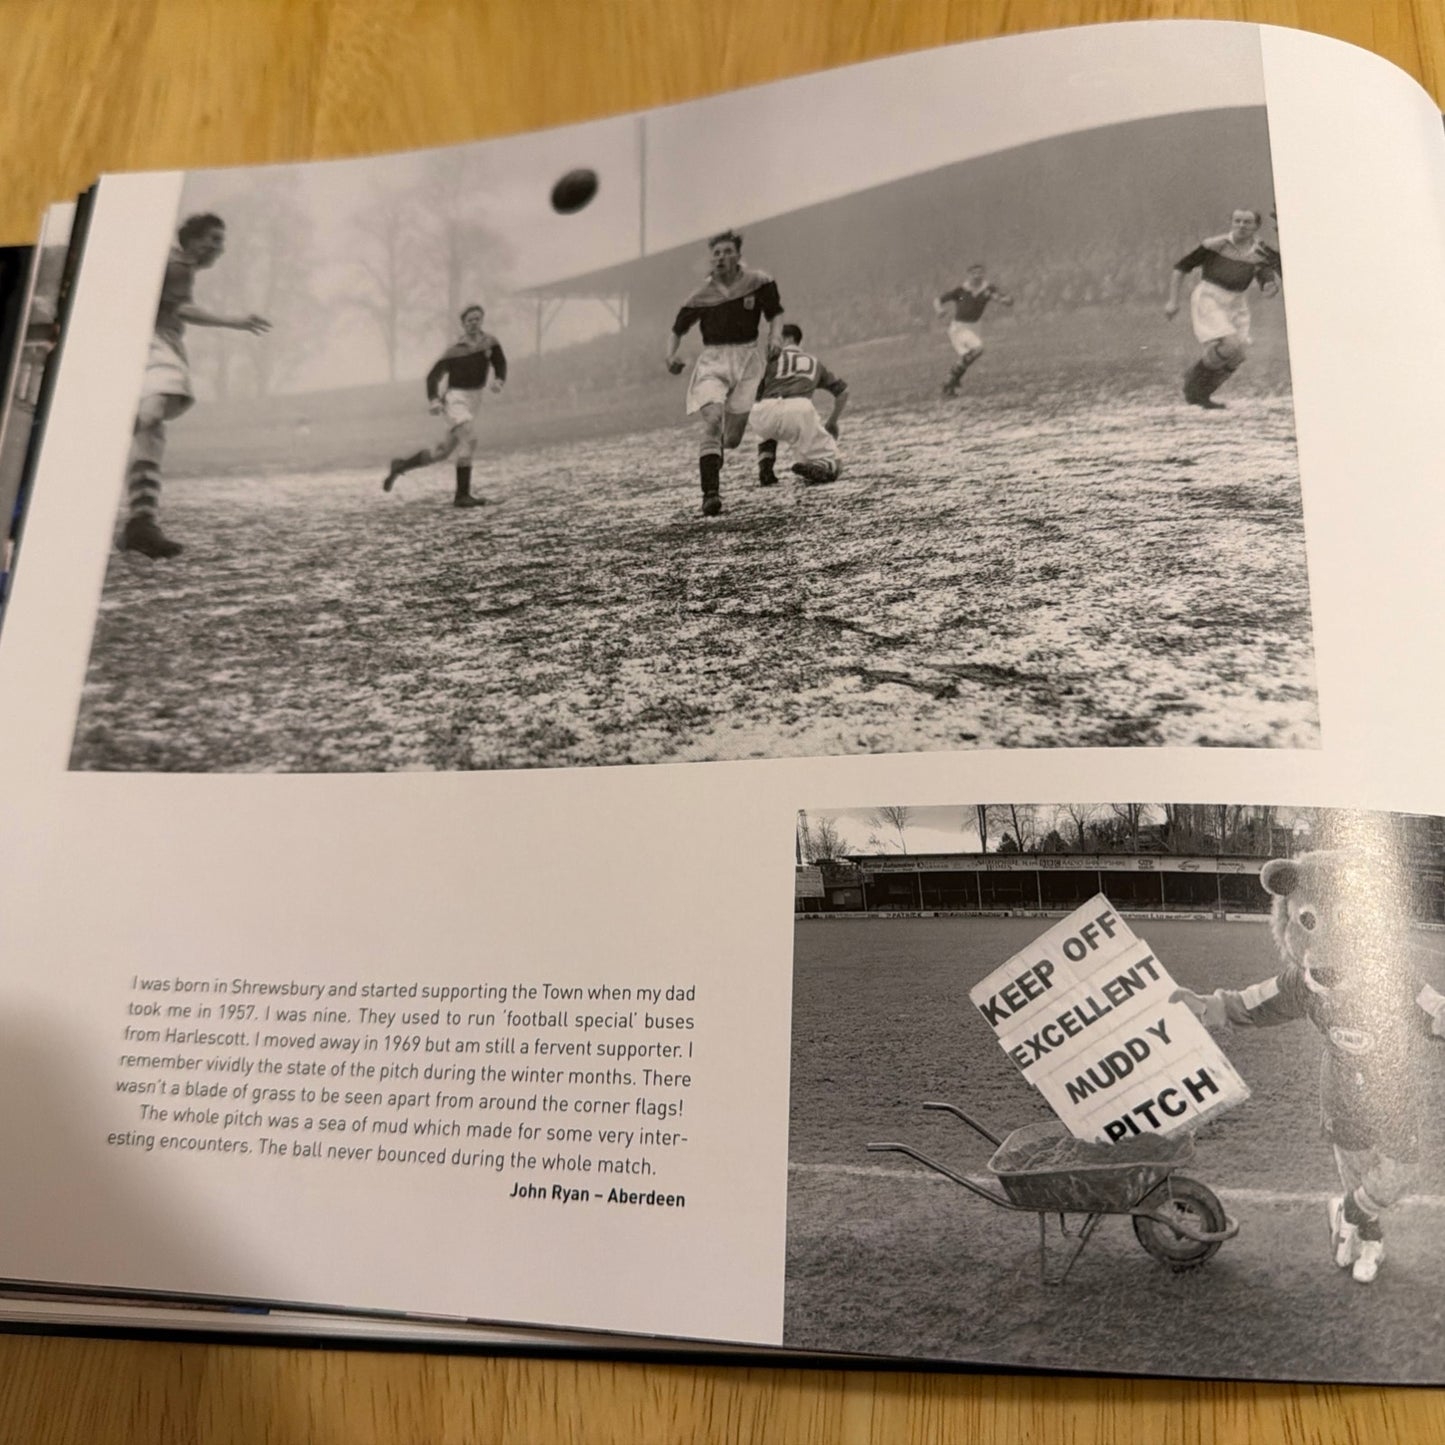 10
I was born in Shrewsbury and started supporting the Town when my dad
took me in 1957. I was nine. They used to run ‘football special’ buses
from Harlescott. I moved away in 1969 but am still a fervent supporter. I
remember vividly the state of the pitch during the winter months. There
wasn’t a blade of grass to be seen apart from around the corner flags!
The whole pitch was a sea of mud which made for some very inter-
esting encounters. The ball never bounced during the whole match.
John Ryan – Aberdeen
KEEP OFF
EXCELLENT
MUDDY
PITCH